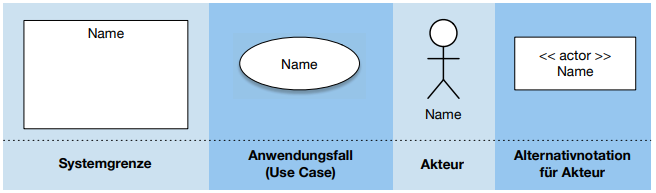 Name
Name
Name
<< actor >>
Name
Systemgrenze
Anwendungsfall
(Use Case)
Akteur
Alternativnotation
für Akteur